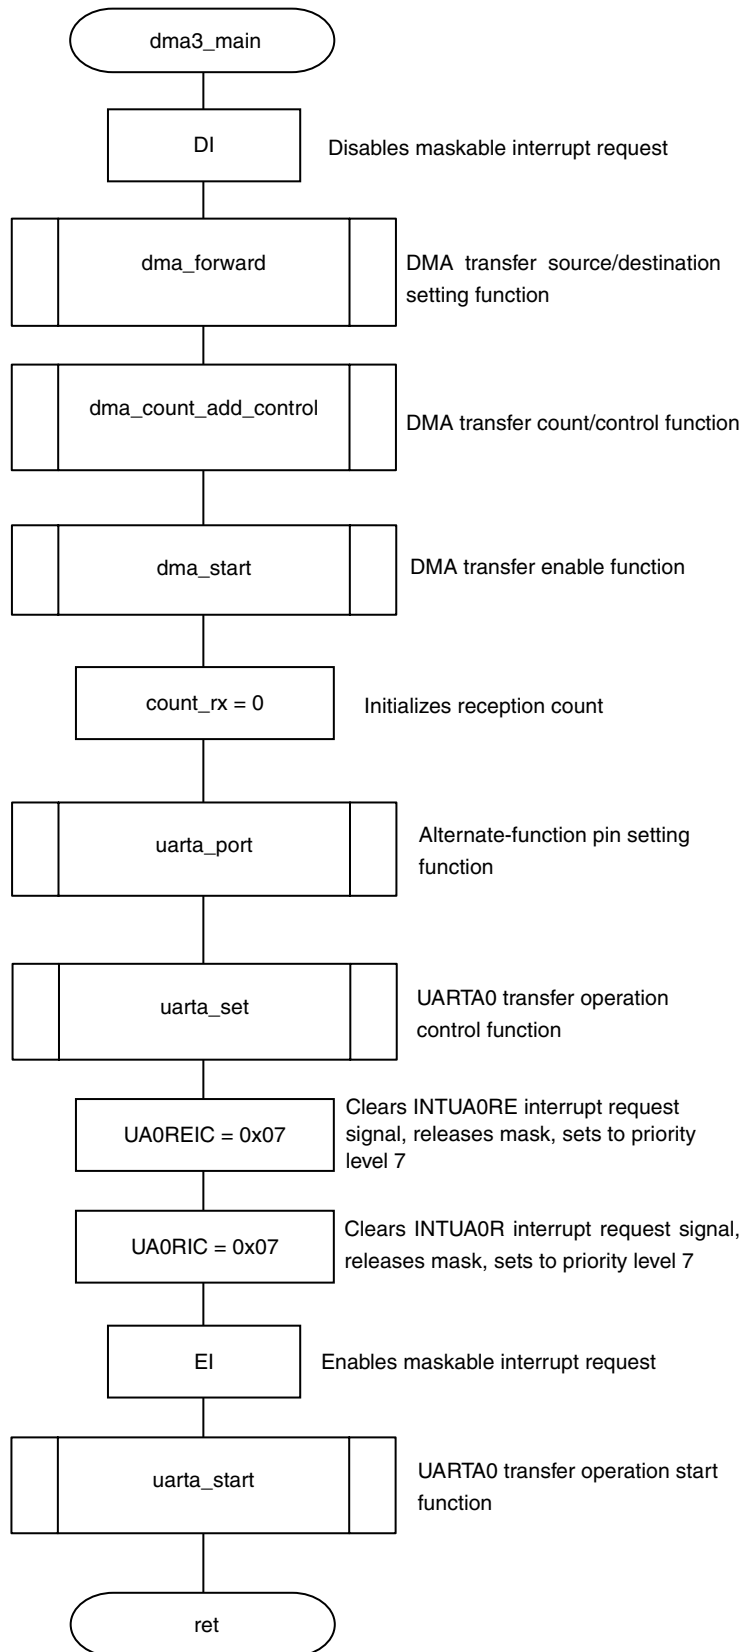 dma3_main
DI
Disables maskable interrupt request
dma_forward
DMA transfer source/destination
setting function
dma_count_add_control
DMA transfer count/control function
dma_start
DMA transfer enable function
count_rx = 0
Initializes reception count
uarta_port
Alternate-function pin setting
function
uarta_set
UARTA0 transfer operation
control function
UA0REIC = 0x07
Clears INTUA0RE interrupt request
signal, releases mask, sets to priority
level 7
UA0RIC = 0x07
Clears INTUA0R interrupt request signal,
releases mask, sets to priority level 7
EI
Enables maskable interrupt request
uarta_start
UARTA0 transfer operation start
function
ret